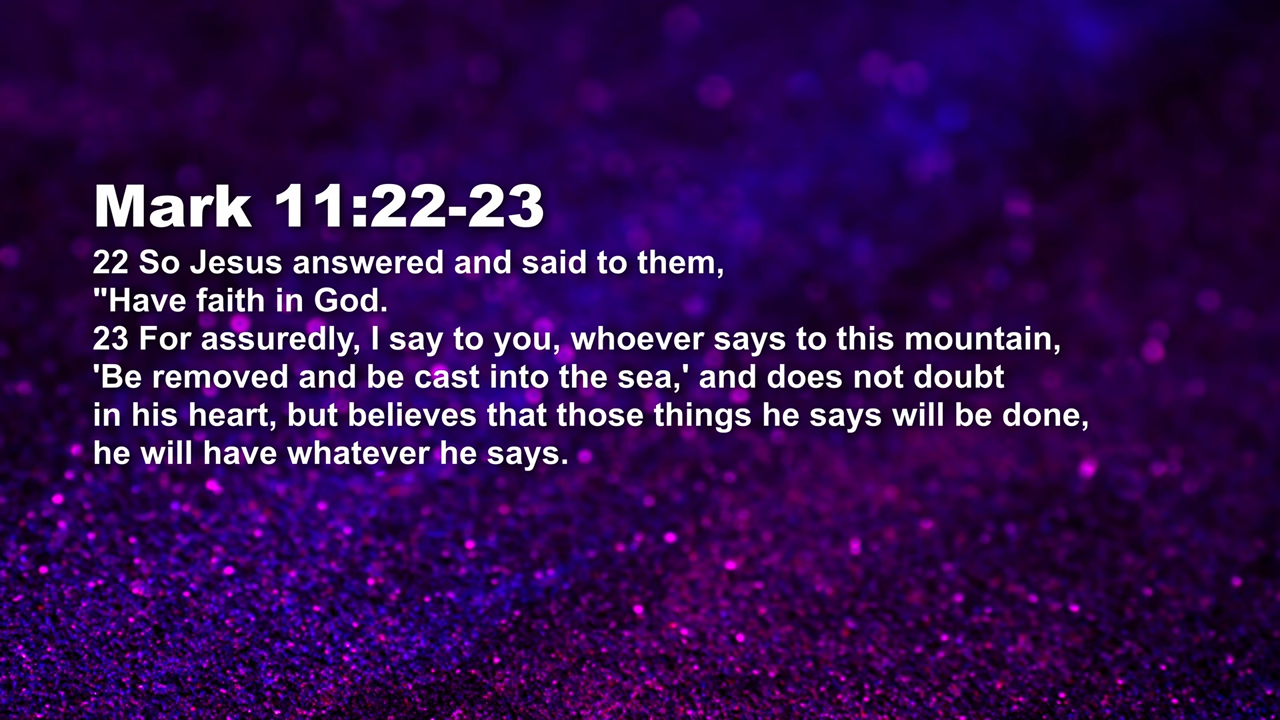 Mark 11:22-23
22 So Jesus answered and said to them,
"Have faith in God.
23 For assuredly, I say to you, whoever says to this mountain,
'Be removed and be cast into the sea,' and does not doubt
in his heart, but believes that those things he says will be done,
he will have whatever he says.